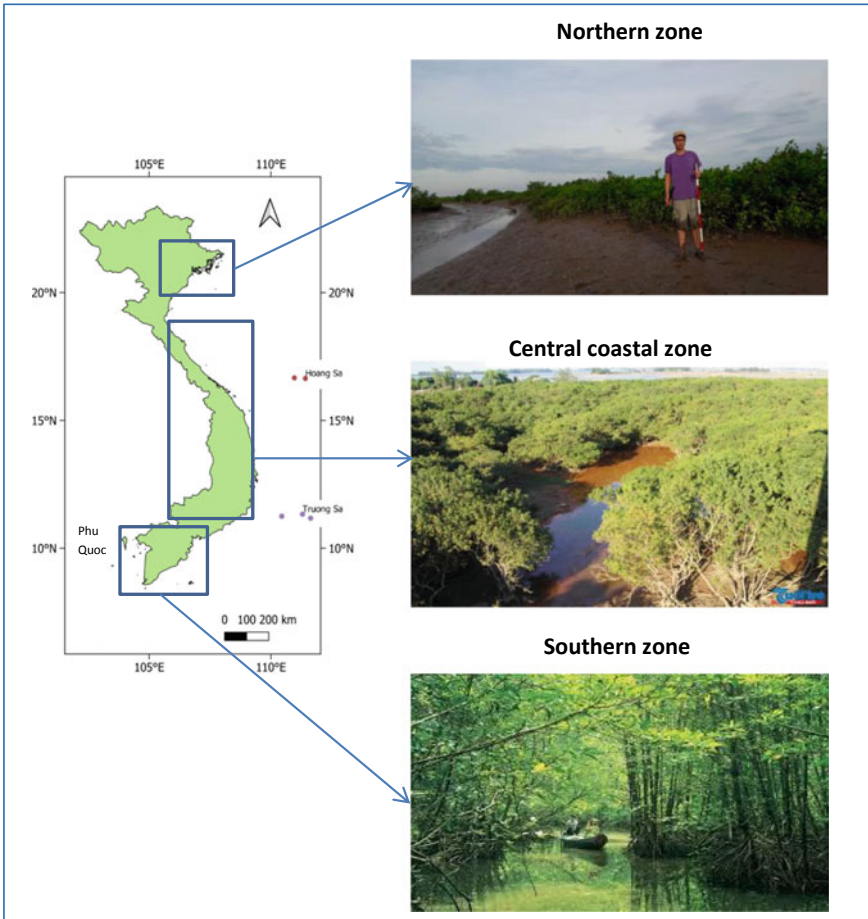 Northern zone
105°E 110°E
20°N 20°N
Hoang Sa
Central coastal zone
15°N 15°N
Truong Sa
Phu
Quoc
10°N 10°N
0 100 200 km
105°E 110°E
Southern zone